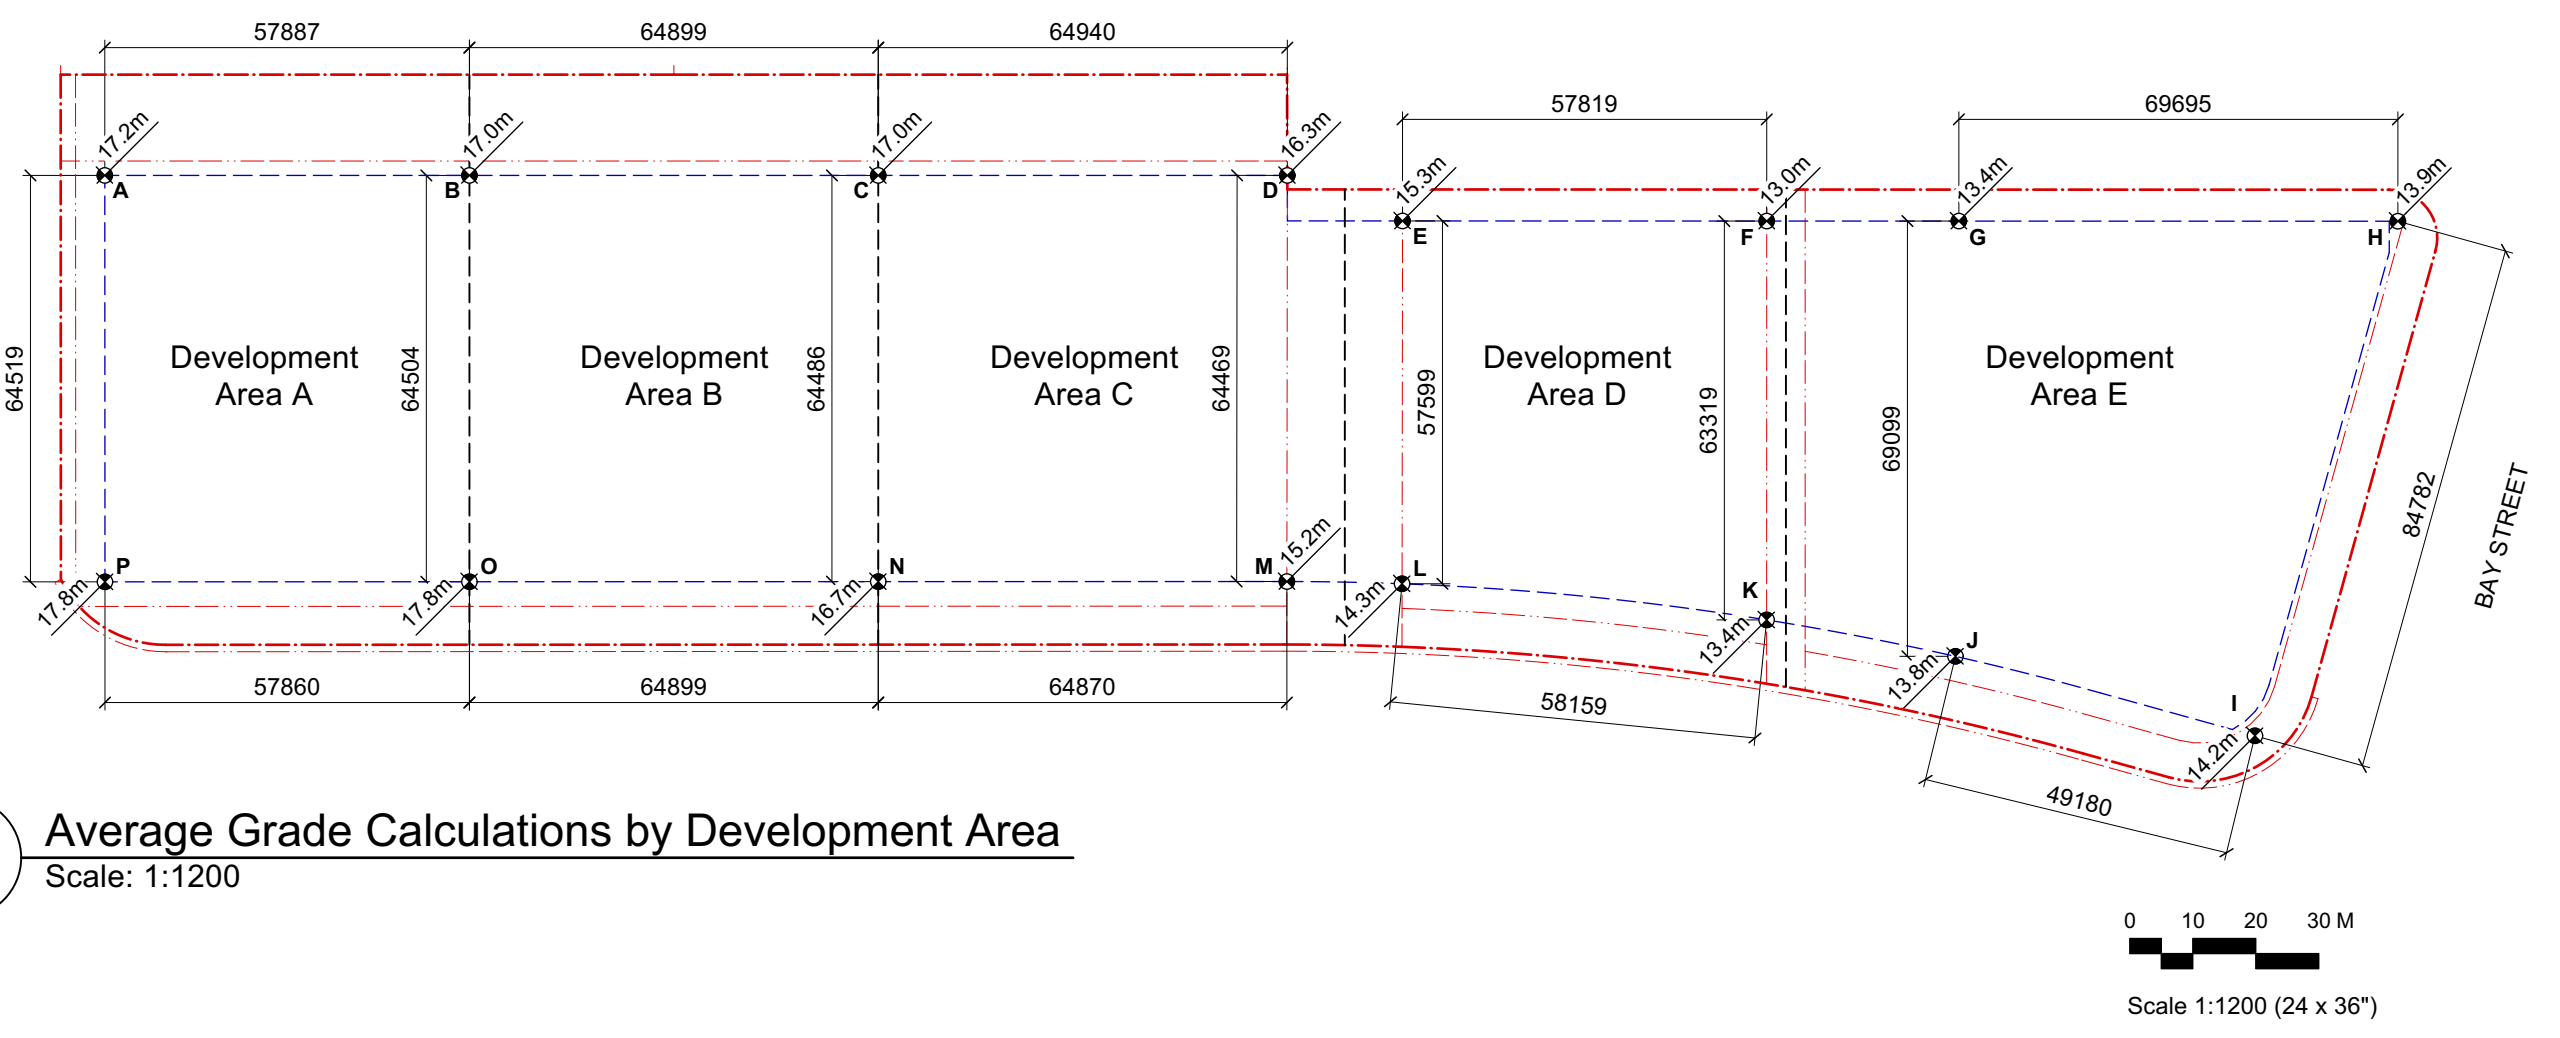 57887
64899
64940
57819
69695
17.2m
17.0m
17.0m
16.3m
15.3m
13.0m
13.4m
13.9m
A
B
C
D
E
F
G
H
64519
64504
64486
64469
57599
63319
69099
84782
BAY STREET
Development
Area A
Development
Area B
Development
Area C
Development
Area D
Development
Area E
P
O
N
M
L
K
J
I
17.8m
17.8m
16.7m
15.2m
14.3m
13.4m
13.8m
14.2m
57860
64899
64870
58159
49180
Average Grade Calculations by Development Area
Scale: 1:1200
0 10 20 30 M
Scale 1:1200 (24 x 36")